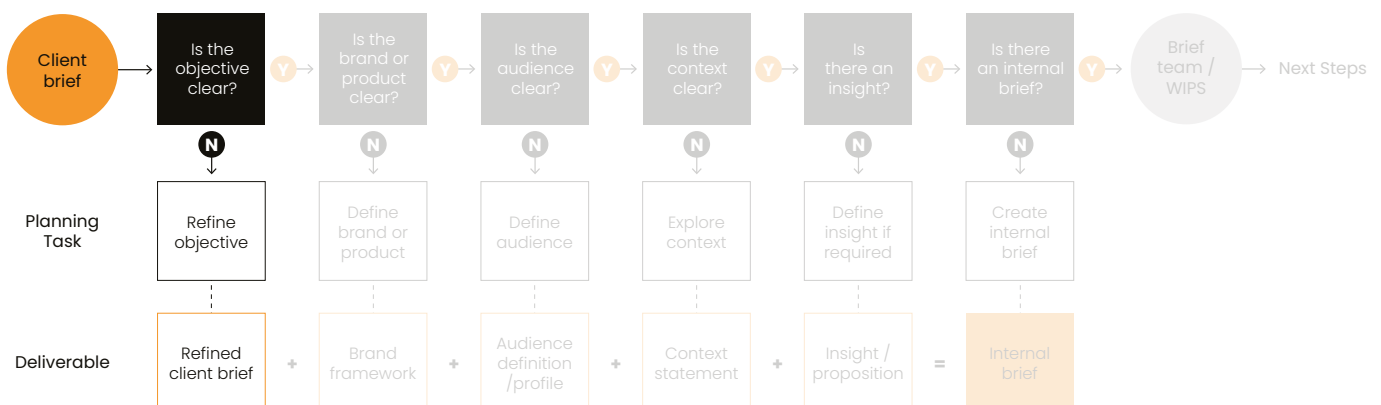 Client
brief
Is the
objective
clear?
Y
Is the
brand or
product
clear?
Y
Is the
audience
clear?
Y
Is the
context
clear?
Y
Is
there an
insight?
Y
Is there
an internal
brief?
Y
Brief
team /
WIPS
Next Steps
N
N
N
N
N
N
Planning
Task
Refine
objective
Define
brand or
product
Define
audience
Explore
context
Define
insight if
required
Create
internal
brief
Deliverable
Refined
client brief
+
Brand
framework
+
Audience
definition
/profile
+
Context
statement
+
Insight /
proposition
=
Internal
brief